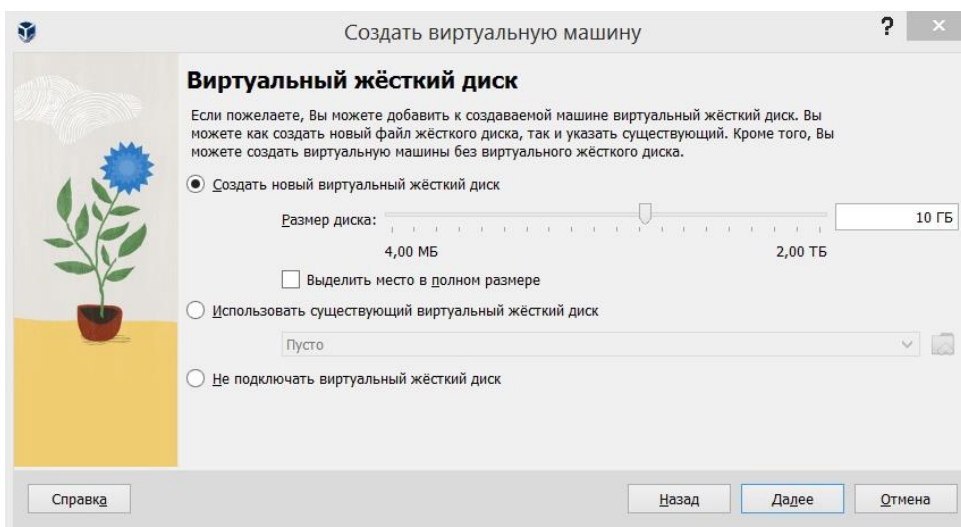 Создать виртуальную машину
?
×
Виртуальный жёсткий диск
Если пожелаете, Вы можете добавить к создаваемой машине виртуальный жёсткий диск. Вы
можете как создать новый файл жёсткого диска, так и указать существующий. Кроме того, Вы
можете создать виртуальную машины без виртуального жёсткого диска.
Создать новый виртуальный жёсткий диск
Размер диска:
10 ГБ
4,00 МБ
2,00 ТБ
Выделить место в полном размере
Использовать существующий виртуальный жёсткий диск
Пусто
Не подключать виртуальный жёсткий диск
Справка
Назад
Далее
Отмена